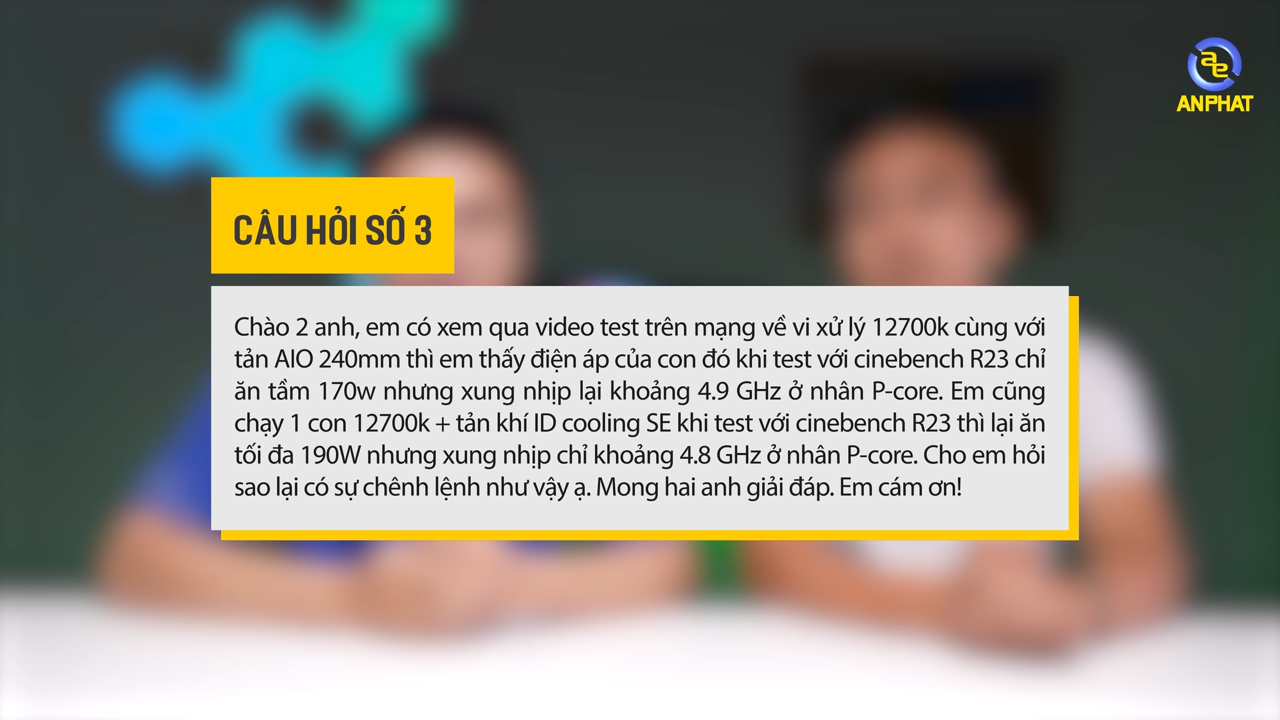 ae
ANPHAT
CÂU HỎI SỐ 3
Chào 2 anh, em có xem qua video test trên mạng về vi xử lý 12700k cùng với
tản AIO 240mm thì em thấy điện áp của con đó khi test với cinebench R23 chỉ
ăn tầm 170w nhưng xung nhịp lại khoảng 4.9 GHz ở nhân P-core. Em cũng
chạy 1 con 12700k + tản khí ID cooling SE khi test với cinebench R23 thì lại ăn
tối đa 190W nhưng xung nhịp chỉ khoảng 4.8 GHz ở nhân P-core. Cho em hỏi
sao lại có sự chênh lệnh như vậy ạ. Mong hai anh giải đáp. Em cám ơn!